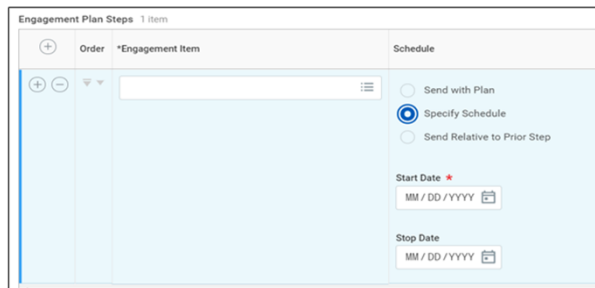 Engagement Plan Steps 1 item
Order *Engagement Item Schedule
Send with Plan
Specify Schedule
Send Relative to Prior Step
Start Date *
MM / DD / YYYY
Stop Date
MM / DD / YYYY